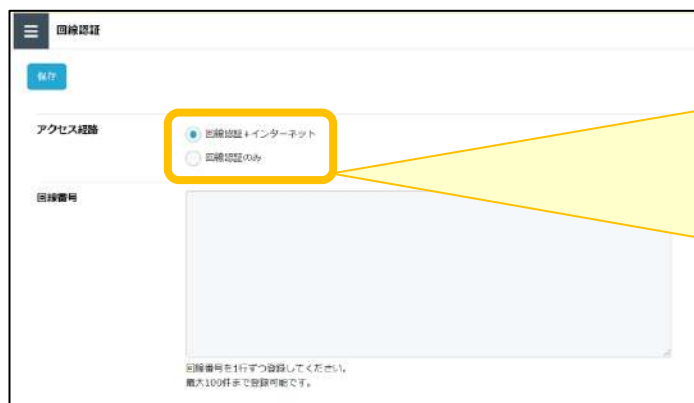 回線認証
保存
アクセス経路
回線認証+インターネット
回線認証のみ
回線番号
回線番号を1行ずつ登録してください。
最大100件まで登録可能です。